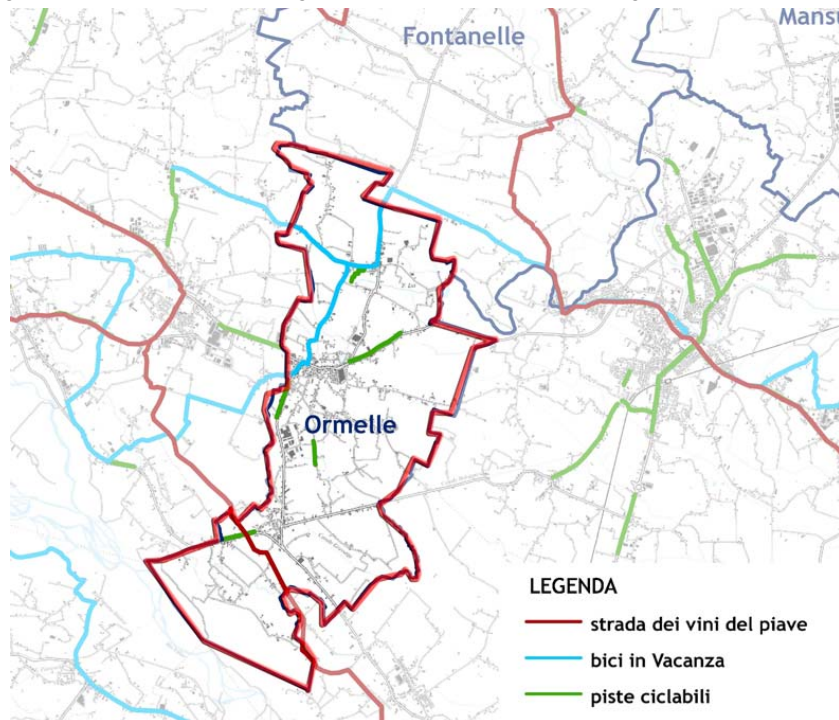 Fontanelle
Mansu
Ormelle
LEGENDA
strada dei vini del piave
bici in Vacanza
piste ciclabili